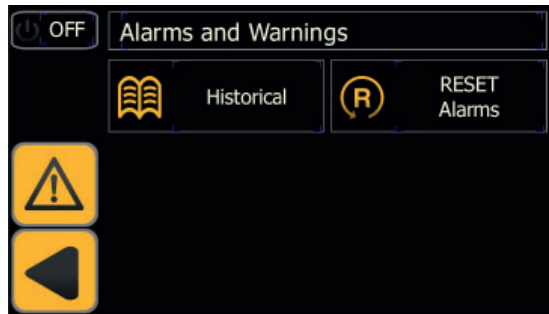 OFF
Alarms and Warnings
Historical
R
RESET
Alarms